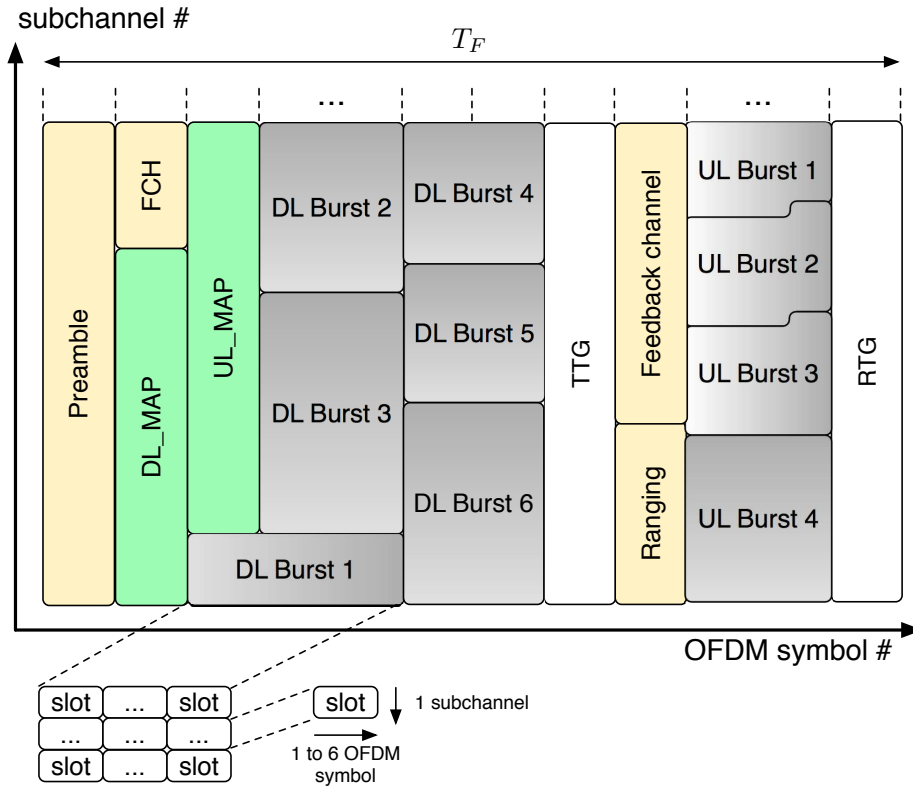 subchannel #
T_F
...
...
Preamble
FCH
DL_MAP
UL_MAP
DL Burst 2
DL Burst 3
DL Burst 1
DL Burst 4
DL Burst 5
DL Burst 6
TTG
Feedback channel
Ranging
UL Burst 1
UL Burst 2
UL Burst 3
UL Burst 4
RTG
OFDM symbol #
slot ... slot
... ... ...
slot ... slot
slot
1 subchannel
1 to 6 OFDM
symbol